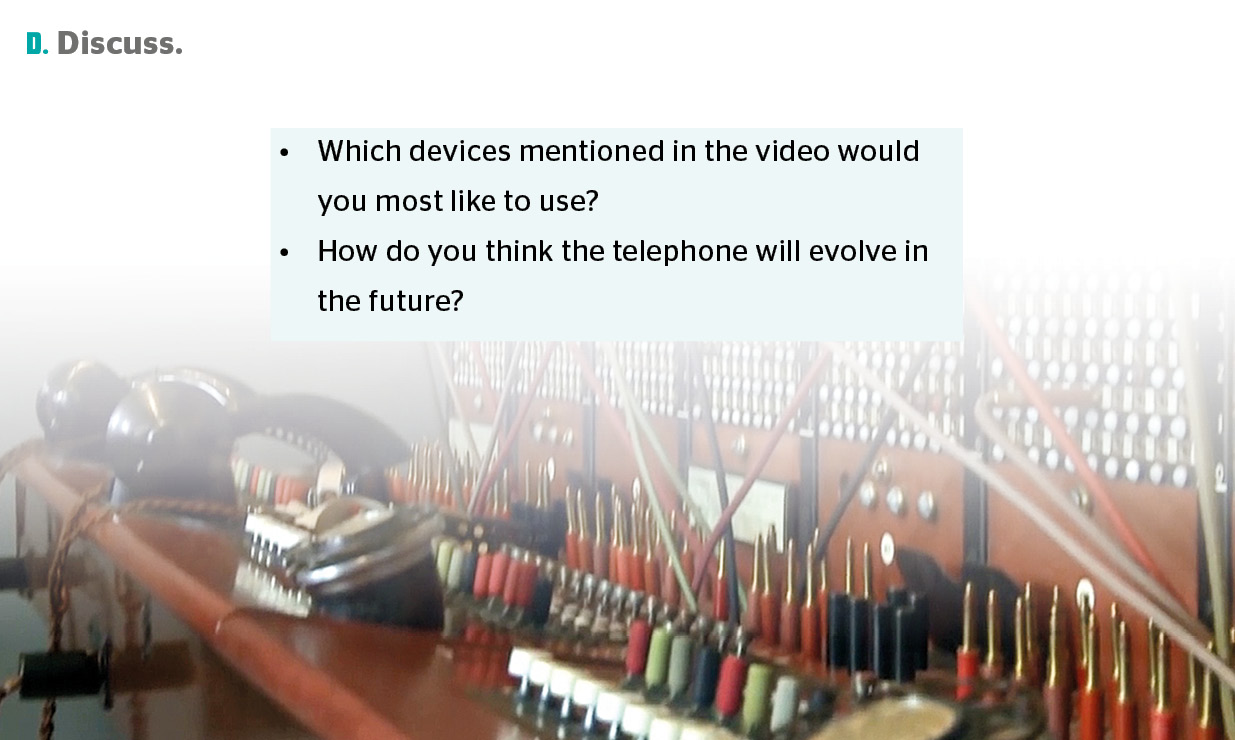 D. Discuss.
• Which devices mentioned in the video would
you most like to use?
• How do you think the telephone will evolve in
the future?